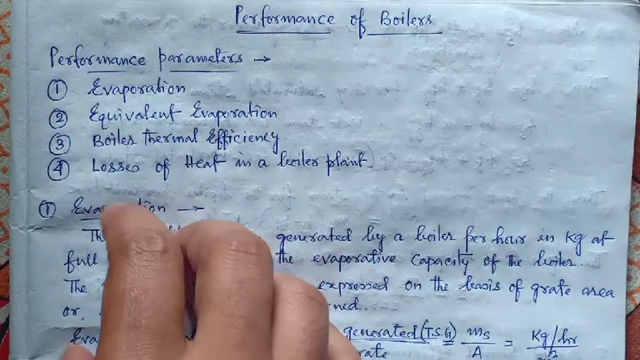 Performance of Boilers
Performance parameters →
① Evaporation
② Equivalent Evaporation
③ Boiler thermal Efficiency
④ Losses of Heat in a boiler plant
① Evaporation →
The generated by a boiler per hour in kg at
full the evaporative capacity of the boiler.
The expressed on the basis of grate area
or,
generated (T.S.G) = ms/A = kg/hr